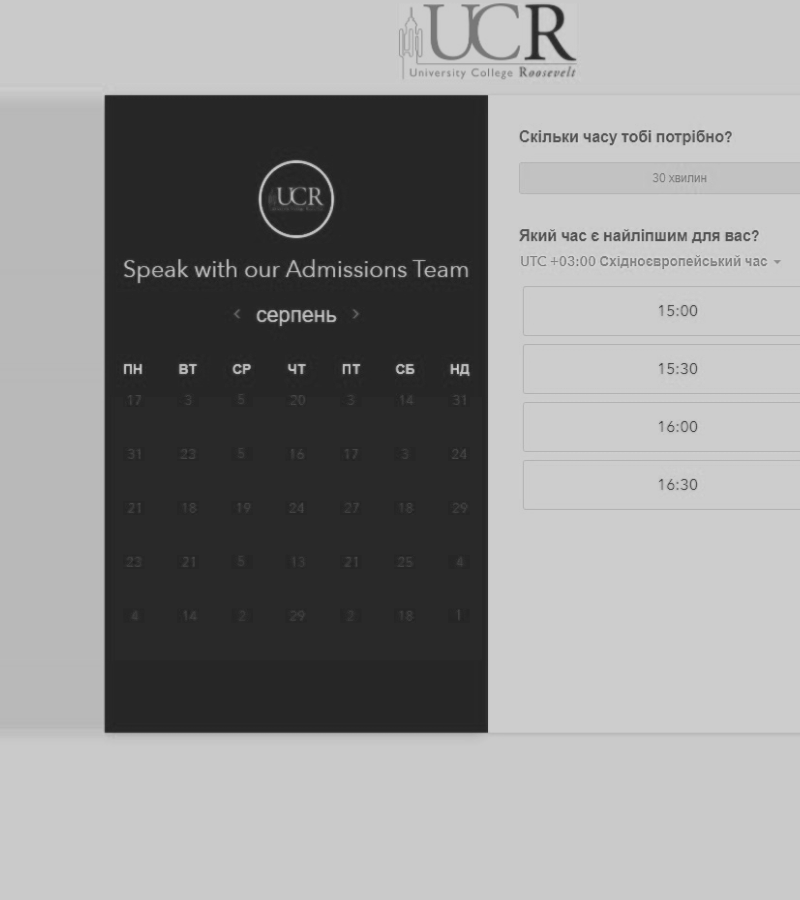 UCR
University College Roosevelt
UCR
Speak with our Admissions Team
< серпень >
ПН ВТ СР ЧТ ПТ СБ НД
17 3 5 20 3 14 31
31 23 5 16 17 3 24
21 18 19 24 27 18 29
23 21 5 13 21 25 4
4 14 2 29 2 18 1
Скільки часу тобі потрібно?
30 хвилин
Який час є найліпшим для вас?
UTC +03:00 Східноєвропейський час
15:00
15:30
16:00
16:30